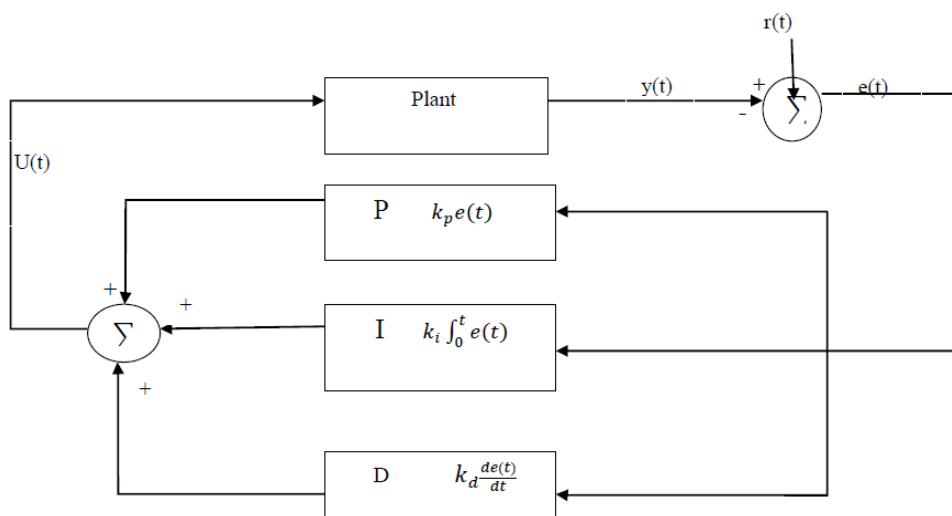 r(t)
Plant
y(t)
+
-
∑.
e(t)
U(t)
P k_p e(t)
+
+
∑
I k_i ∫_0^t e(t)
+
D k_d de(t)/dt